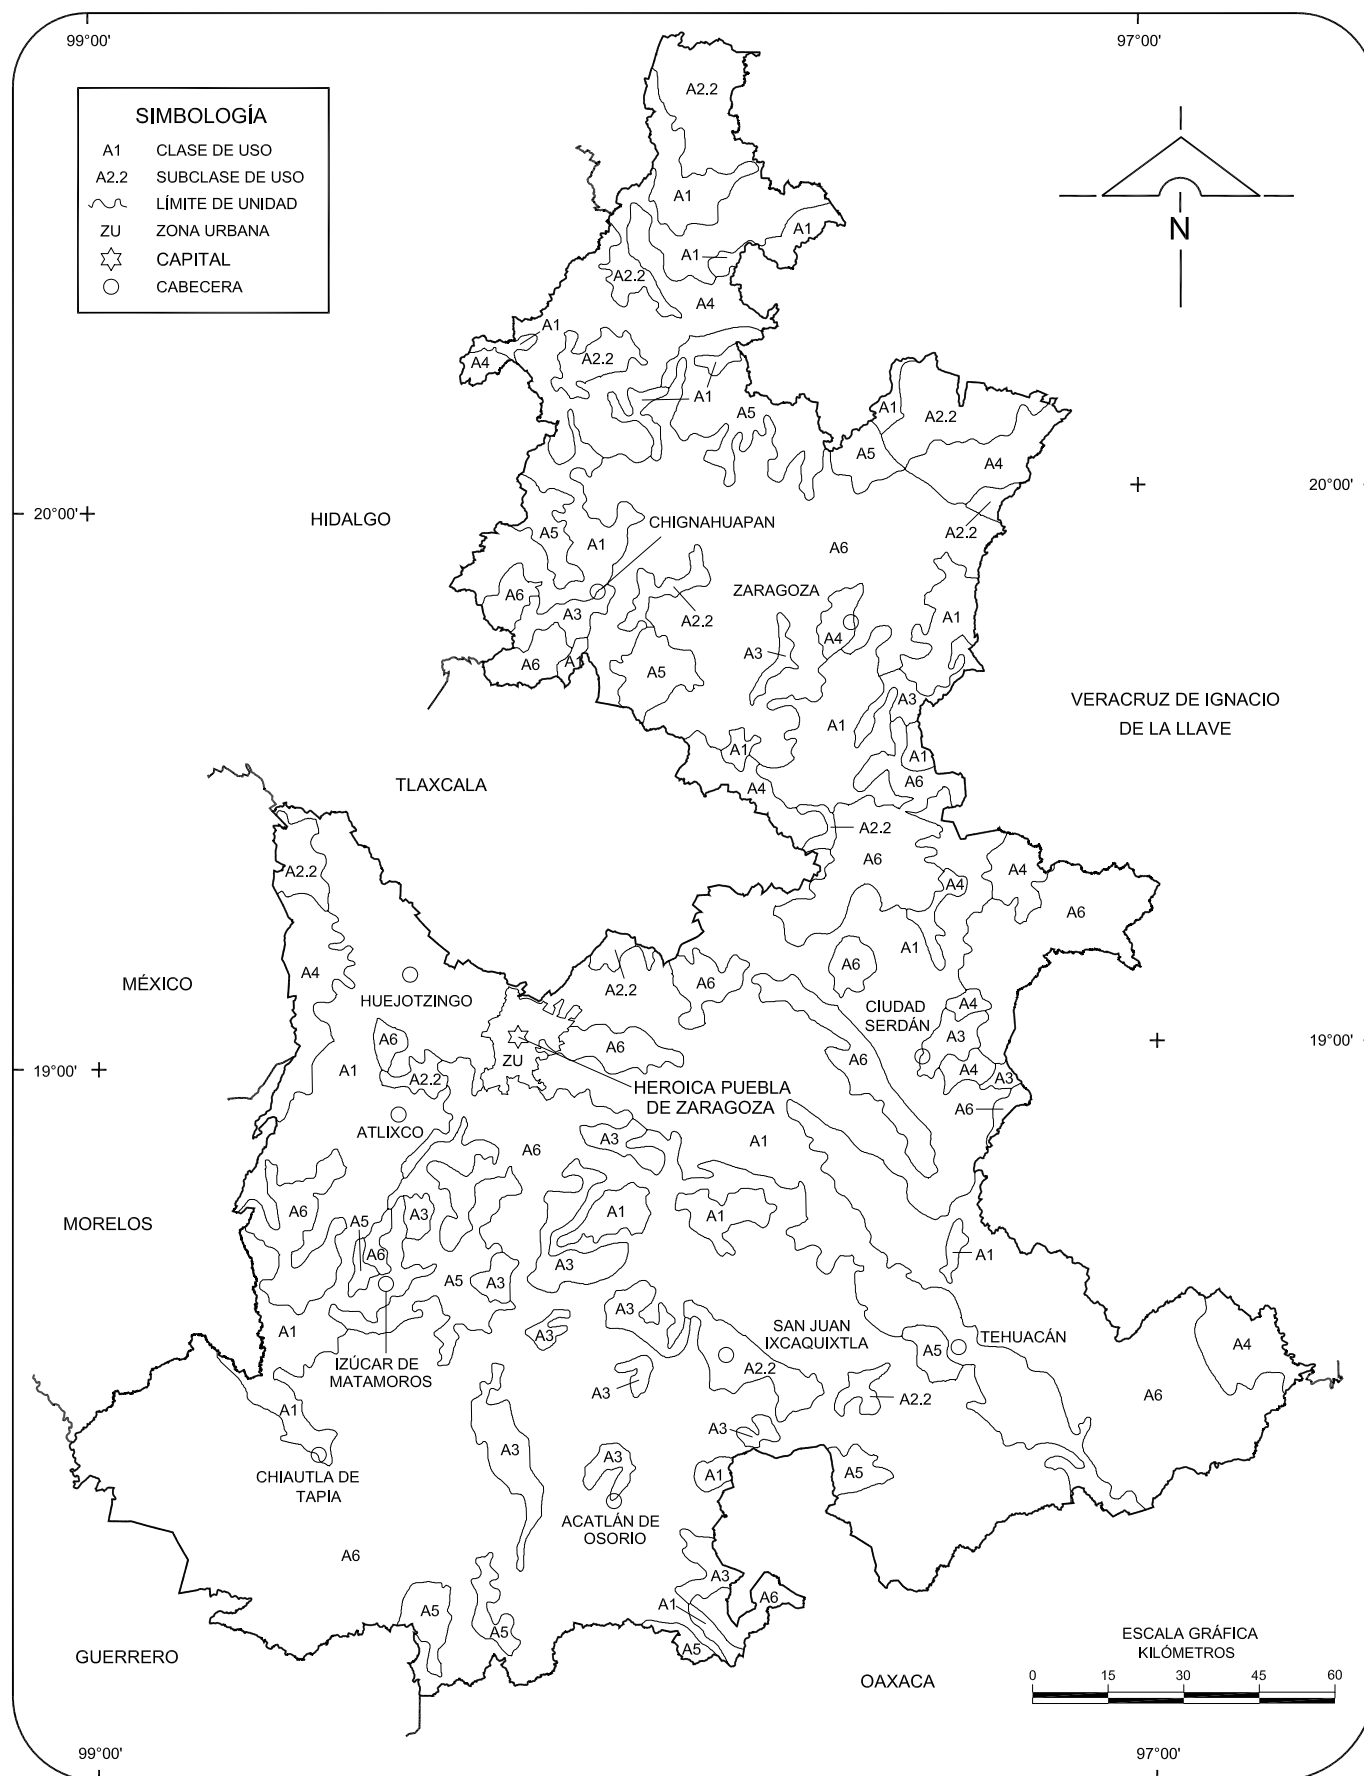 99°00'
97°00'
SIMBOLOGÍA
A1 CLASE DE USO
A2.2 SUBCLASE DE USO
LÍMITE DE UNIDAD
ZU ZONA URBANA
CAPITAL
CABECERA
N
A2.2
A1
A1
A1
A2.2
A4
A1
A4
A2.2
A1
A5
A1
A2.2
A5
A4
20°00'
20°00'
HIDALGO
CHIGNAHUAPAN
A5
A1
A6
A2.2
A6
ZARAGOZA
A3
A2.2
A1
A4
A6
A1
A5
A3
A3
VERACRUZ DE IGNACIO
DE LA LLAVE
A1
A1
A1
A6
TLAXCALA
A4
A2.2
A6
A2.2
A4
A4
A6
A1
A4
A6
A6
MÉXICO
HUEJOTZINGO
A2.2
CIUDAD
SERDÁN
A4
A3
A6
ZU
A6
A6
A4
A3
19°00'
19°00'
A1
A2.2
HEROICA PUEBLA
DE ZARAGOZA
A6
ATLIXCO
A6
A3
A1
MORELOS
A6
A5
A3
A1
A1
A6
A3
A1
A5
A3
A3
A3
A1
SAN JUAN
IXCAQUIXTLA
TEHUACÁN
A5
A4
IZÚCAR DE
MATAMOROS
A2.2
A3
A2.2
A6
A1
A3
A3
A3
A1
A5
CHIAUTLA DE
TAPIA
ACATLÁN DE
OSORIO
A6
A3
A6
A1
A5
A5
A5
GUERRERO
OAXACA
ESCALA GRÁFICA
KILÓMETROS
0 15 30 45 60
99°00'
97°00'